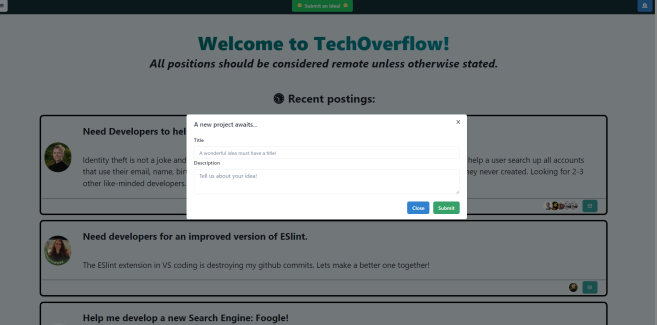 Submit an Idea!
Welcome to TechOverflow!
All positions should be considered remote unless otherwise stated.
Recent postings:
A new project awaits...
Title
A wonderful idea must have a title!
Description
Tell us about your idea!
Close Submit
Need Developers to hel
Identity theft is not a joke and help a user search up all accounts
that use their email, name, bir hey never created. Looking for 2-3
other like-minded developers.
Need developers for an improved version of ESlint.
The ESlint extension in VS coding is destroying my github commits. Lets make a better one together!
Help me develop a new Search Engine: Foogle!